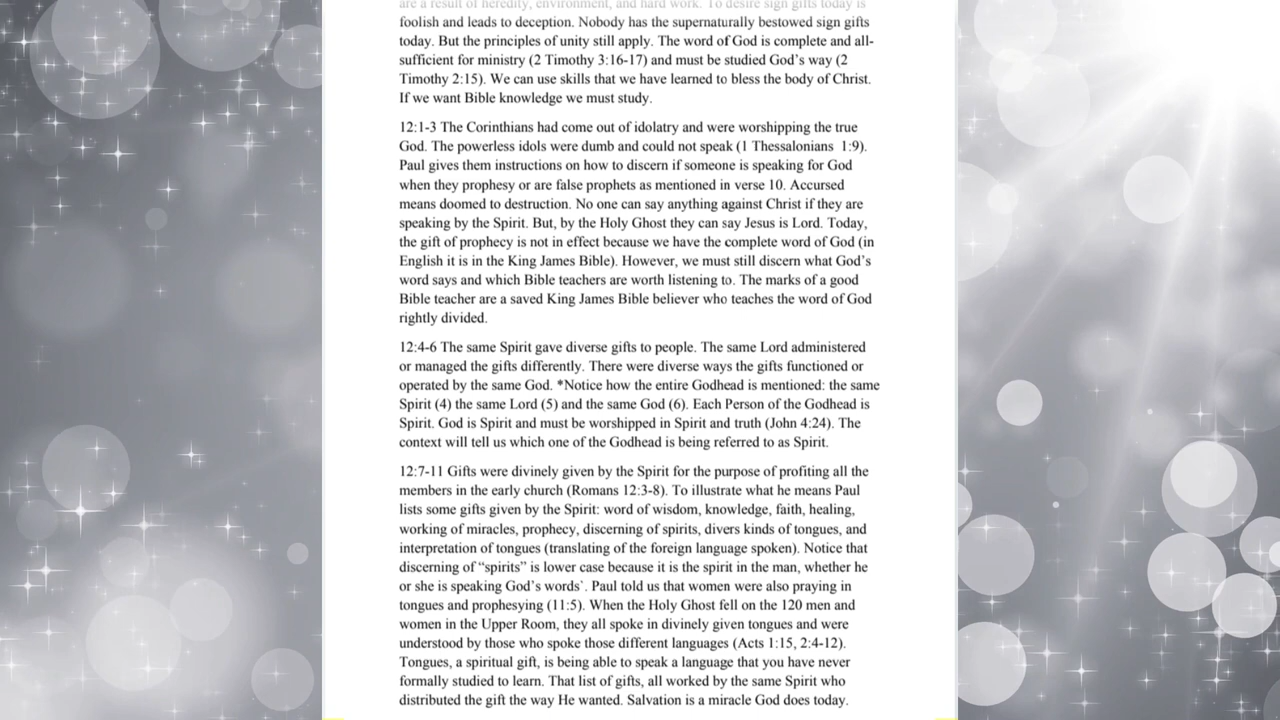 are a result of heredity, environment, and hard work. To desire sign gifts today is
foolish and leads to deception. Nobody has the supernaturally bestowed sign gifts
today. But the principles of unity still apply. The word of God is complete and all-
sufficient for ministry (2 Timothy 3:16-17) and must be studied God’s way (2
Timothy 2:15). We can use skills that we have learned to bless the body of Christ.
If we want Bible knowledge we must study.
12:1-3 The Corinthians had come out of idolatry and were worshipping the true
God. The powerless idols were dumb and could not speak (1 Thessalonians  1:9).
Paul gives them instructions on how to discern if someone is speaking for God
when they prophesy or are false prophets as mentioned in verse 10. Accursed
means doomed to destruction. No one can say anything against Christ if they are
speaking by the Spirit. But, by the Holy Ghost they can say Jesus is Lord. Today,
the gift of prophecy is not in effect because we have the complete word of God (in
English it is in the King James Bible). However, we must still discern what God’s
word says and which Bible teachers are worth listening to. The marks of a good
Bible teacher are a saved King James Bible believer who teaches the word of God
rightly divided.
12:4-6 The same Spirit gave diverse gifts to people. The same Lord administered
or managed the gifts differently. There were diverse ways the gifts functioned or
operated by the same God. *Notice how the entire Godhead is mentioned: the same
Spirit (4) the same Lord (5) and the same God (6). Each Person of the Godhead is
Spirit. God is Spirit and must be worshipped in Spirit and truth (John 4:24). The
context will tell us which one of the Godhead is being referred to as Spirit.
12:7-11 Gifts were divinely given by the Spirit for the purpose of profiting all the
members in the early church (Romans 12:3-8). To illustrate what he means Paul
lists some gifts given by the Spirit: word of wisdom, knowledge, faith, healing,
working of miracles, prophecy, discerning of spirits, divers kinds of tongues, and
interpretation of tongues (translating of the foreign language spoken). Notice that
discerning of “spirits” is lower case because it is the spirit in the man, whether he
or she is speaking God’s words`. Paul told us that women were also praying in
tongues and prophesying (11:5). When the Holy Ghost fell on the 120 men and
women in the Upper Room, they all spoke in divinely given tongues and were
understood by those who spoke those different languages (Acts 1:15, 2:4-12).
Tongues, a spiritual gift, is being able to speak a language that you have never
formally studied to learn. That list of gifts, all worked by the same Spirit who
distributed the gift the way He wanted. Salvation is a miracle God does today.